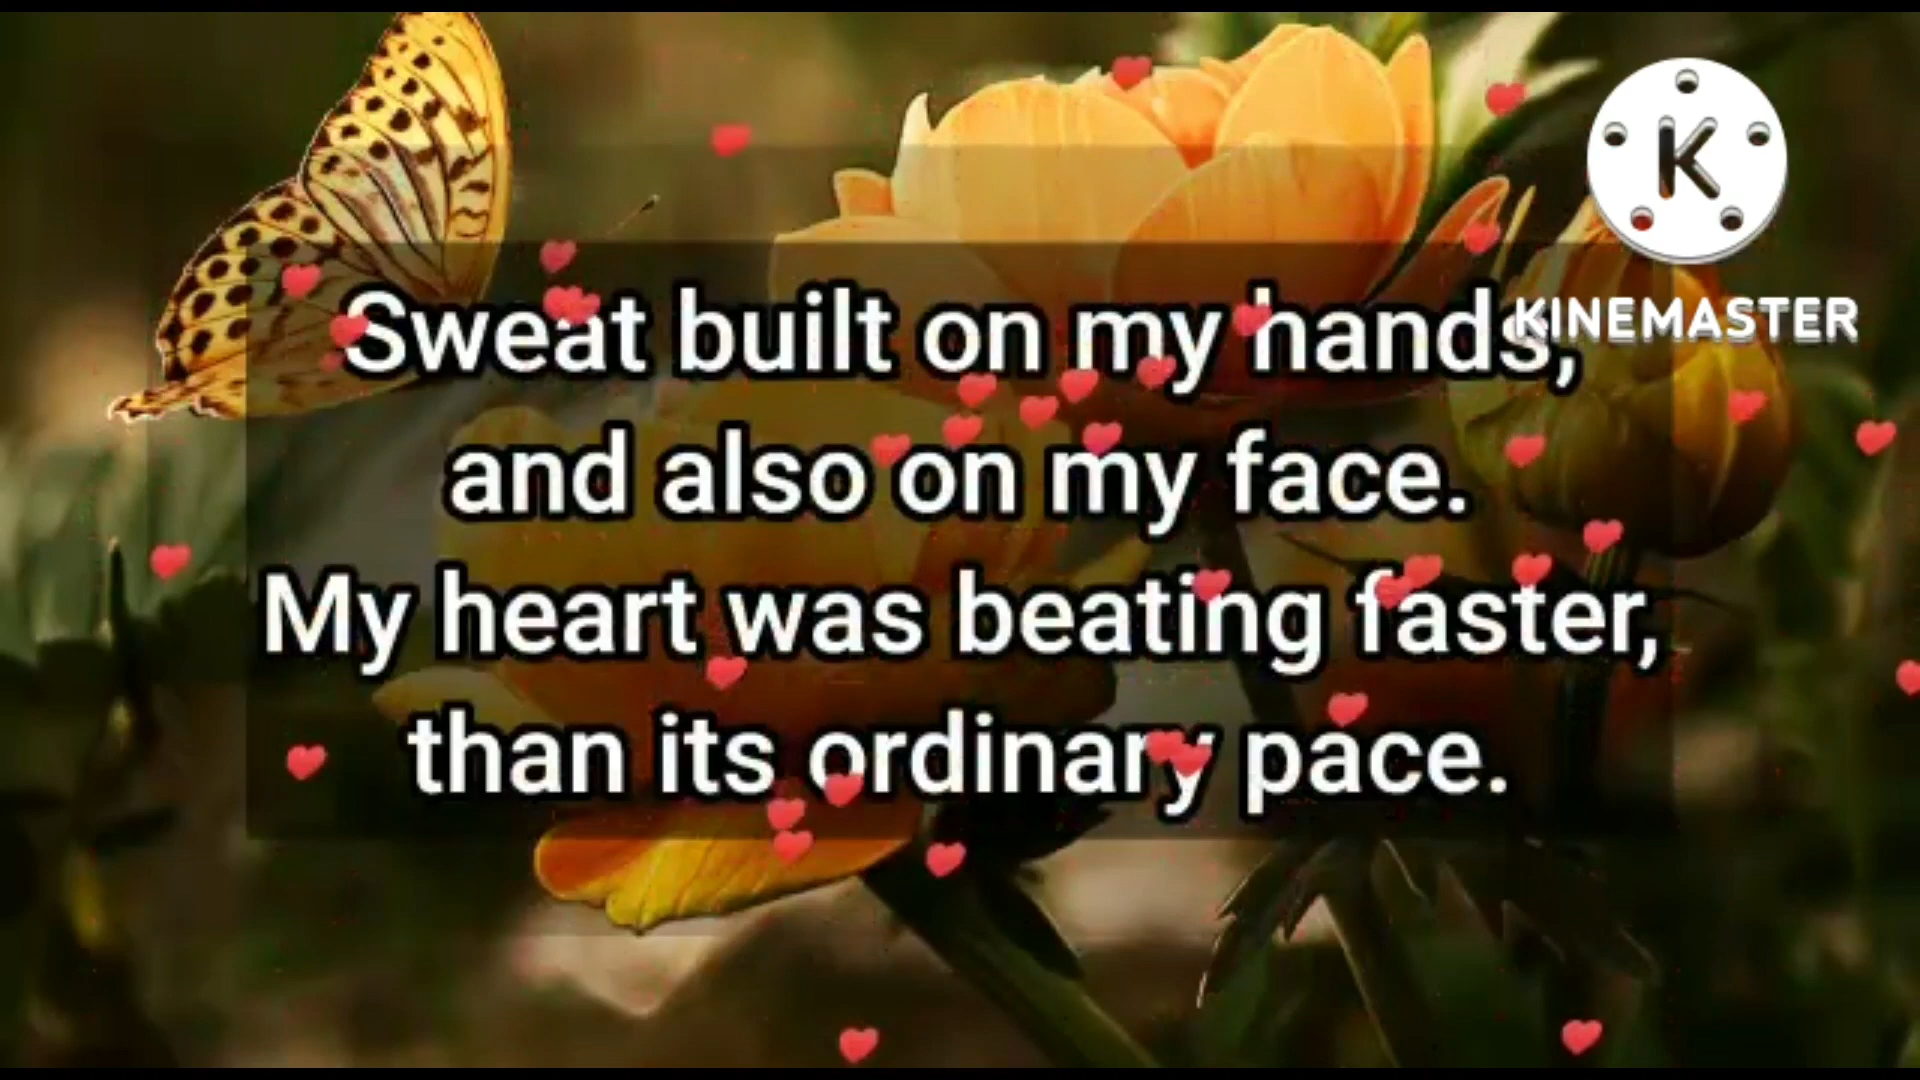 K
KINEMASTER
Sweat built on my hands,
and also on my face.
My heart was beating faster,
than its ordinary pace.